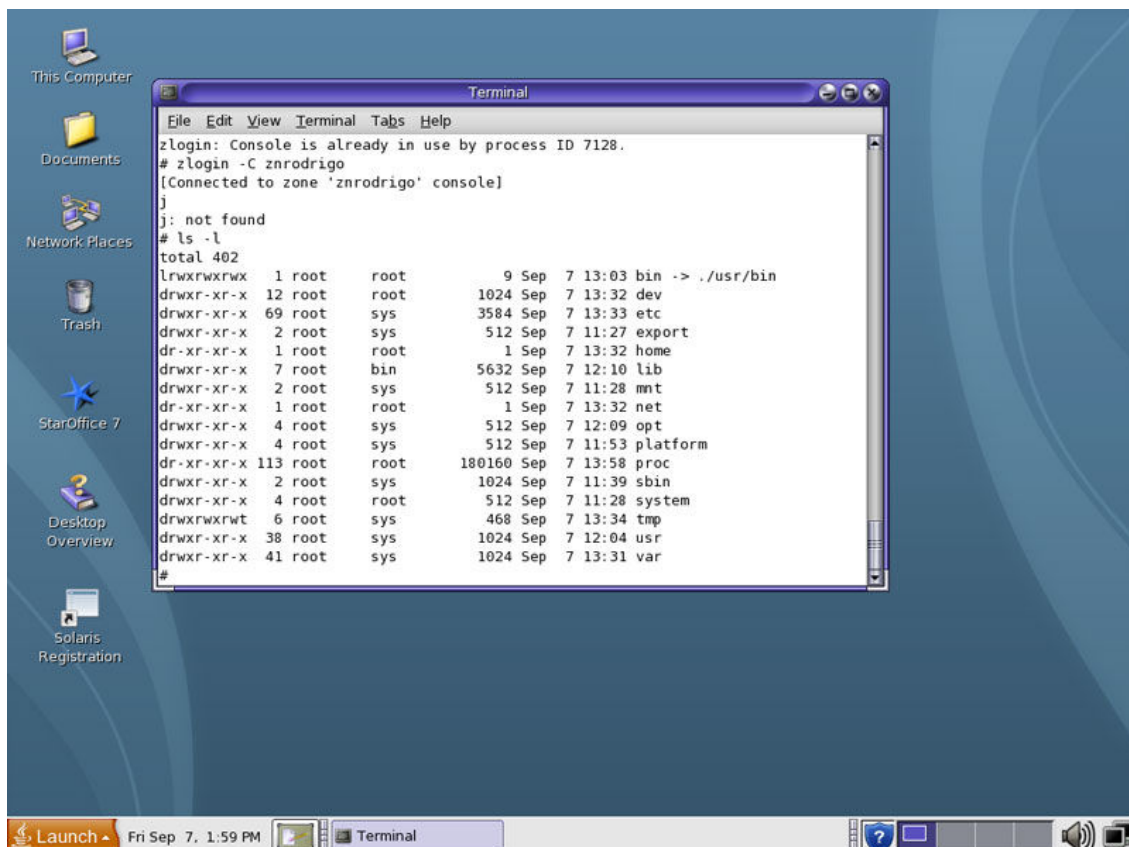 This Computer
Documents
Network Places
Trash
StarOffice 7
Desktop
Overview
Solaris
Registration
Terminal
File Edit View Terminal Tabs Help
zlogin: Console is already in use by process ID 7128.
# zlogin -C znrodrigo
[Connected to zone 'znrodrigo' console]
j
j: not found
# ls -l
total 402
lrwxrwxrwx 1 root root 9 Sep 7 13:03 bin -> ./usr/bin
drwxr-xr-x 12 root root 1024 Sep 7 13:32 dev
drwxr-xr-x 69 root sys 3584 Sep 7 13:33 etc
drwxr-xr-x 2 root sys 512 Sep 7 11:27 export
dr-xr-xr-x 1 root root 1 Sep 7 13:32 home
drwxr-xr-x 7 root bin 5632 Sep 7 12:10 lib
drwxr-xr-x 2 root sys 512 Sep 7 11:28 mnt
dr-xr-xr-x 1 root root 1 Sep 7 13:32 net
drwxr-xr-x 4 root sys 512 Sep 7 12:09 opt
drwxr-xr-x 4 root sys 512 Sep 7 11:53 platform
dr-xr-xr-x 113 root root 180160 Sep 7 13:58 proc
drwxr-xr-x 2 root sys 1024 Sep 7 11:39 sbin
drwxr-xr-x 4 root root 512 Sep 7 11:28 system
drwxrwxrwt 6 root sys 468 Sep 7 13:34 tmp
drwxr-xr-x 38 root sys 1024 Sep 7 12:04 usr
drwxr-xr-x 41 root sys 1024 Sep 7 13:31 var
#
Launch Fri Sep 7, 1:59 PM Terminal